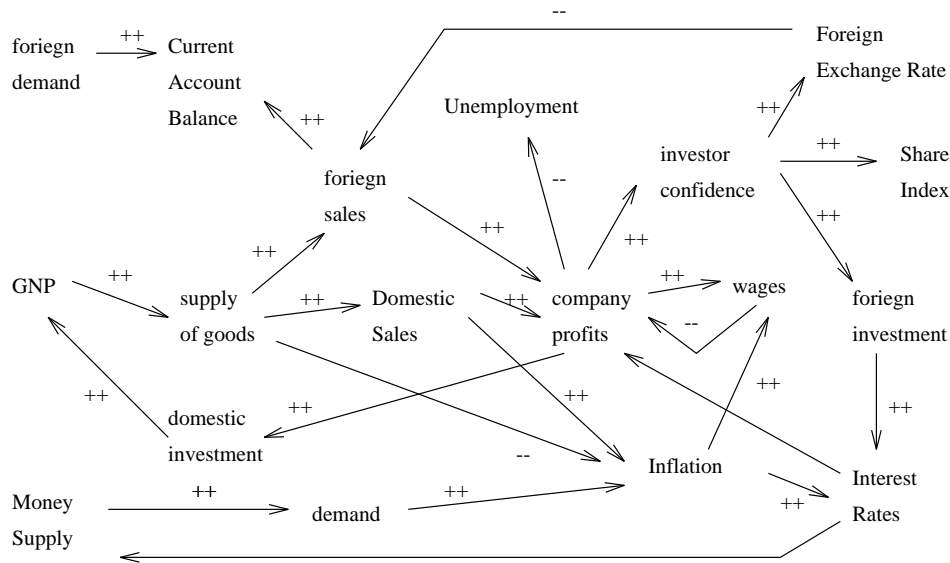 --
foriegn
demand
++
Current
Account
Balance
Foreign
Exchange Rate
Unemployment
++
++
investor
confidence
++
Share
Index
foriegn
sales
--
++
++
++
++
GNP
++
supply
of goods
++
Domestic
Sales
++
company
profits
++
wages
--
foriegn
investment
++
domestic
investment
++
++
++
++
--
Inflation
++
Interest
Rates
Money
Supply
++
demand
++